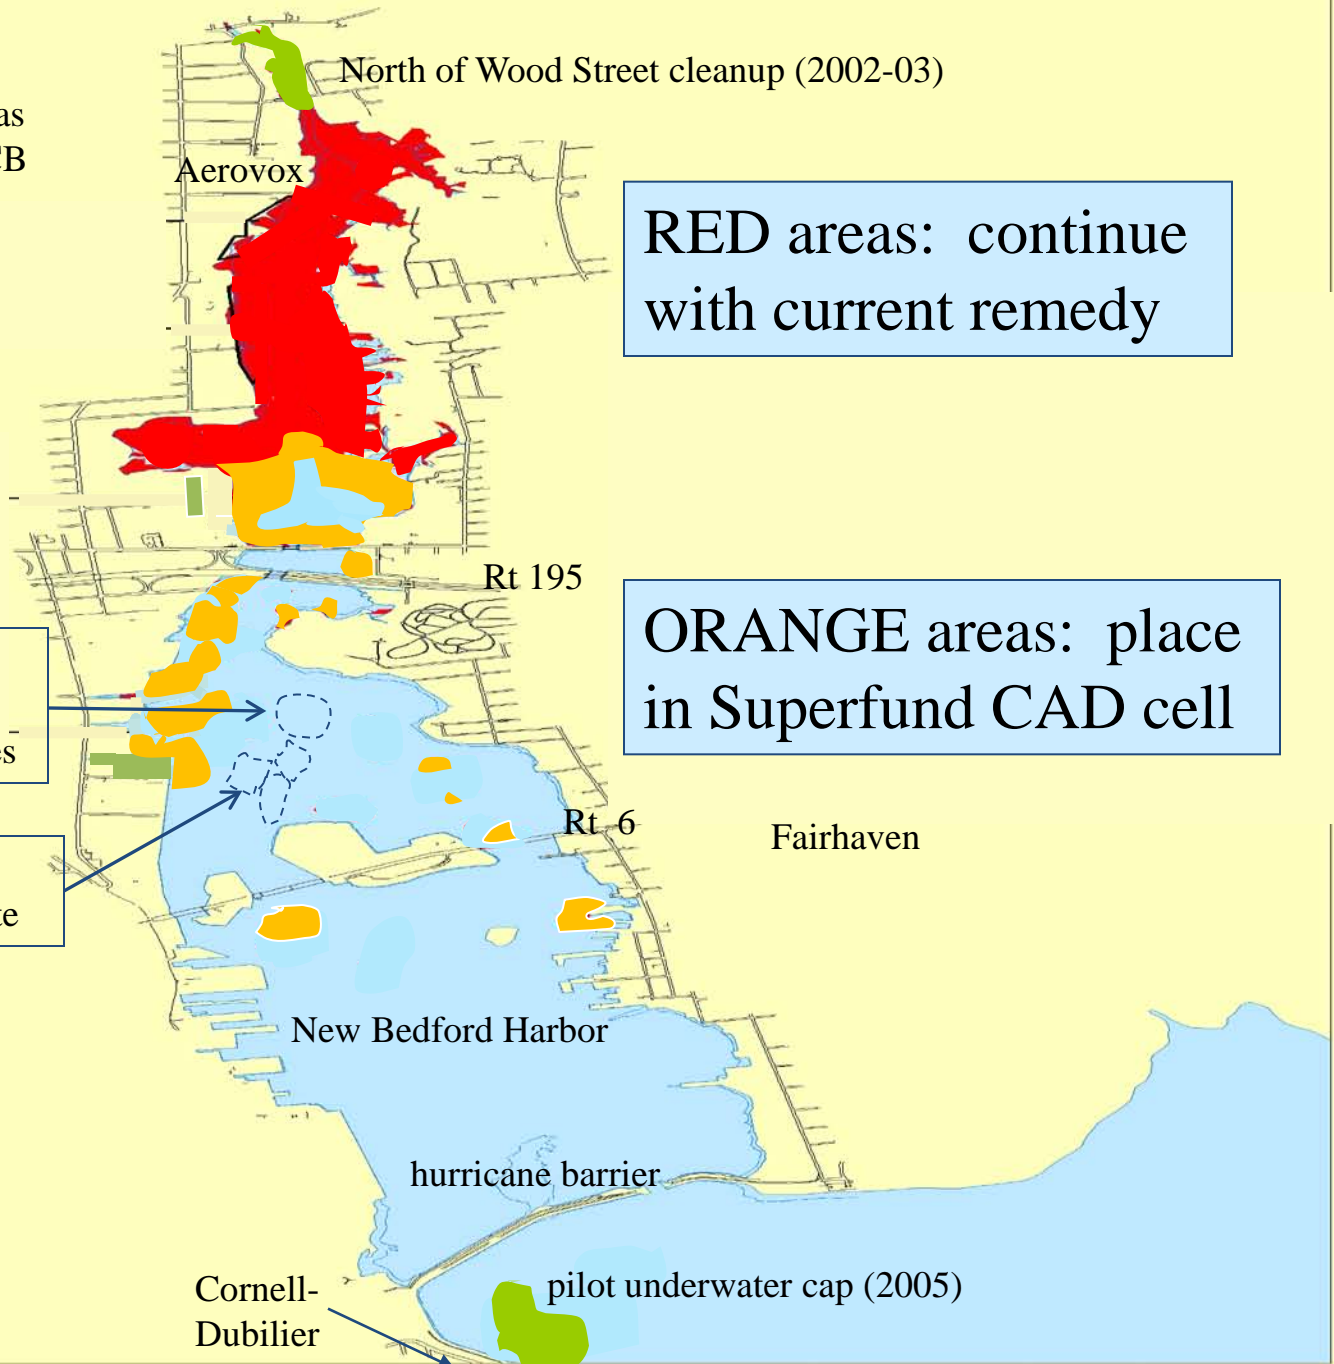 North of Wood Street cleanup (2002-03)
Aerovox
RED areas: continue
with current remedy
Rt 195
ORANGE areas: place
in Superfund CAD cell
Rt 6
Fairhaven
New Bedford Harbor
hurricane barrier
pilot underwater cap (2005)
Cornell-
Dubilier